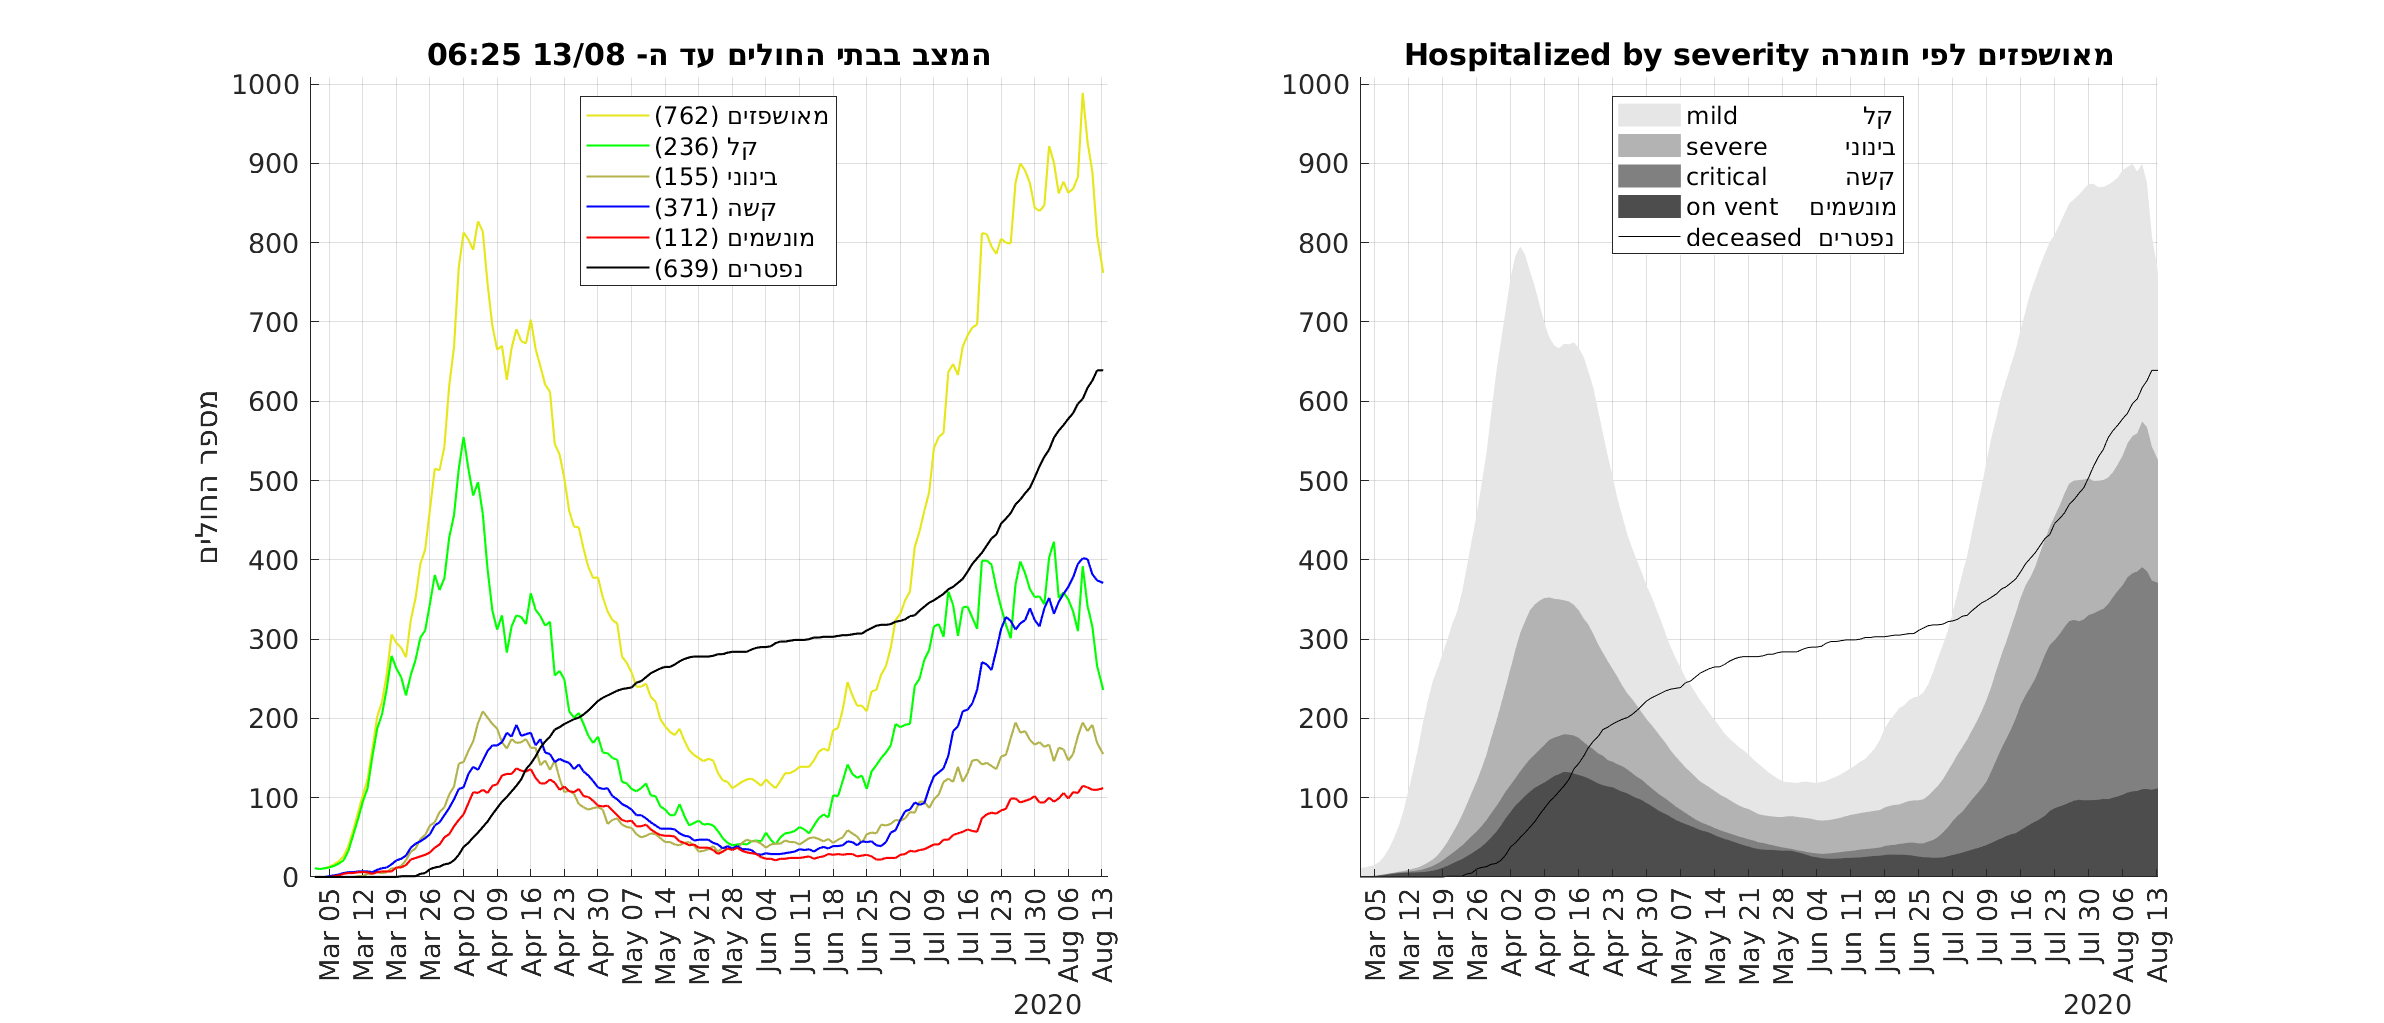 המצב בבתי החולים עד ה- 13/08 06:25
מספר החולים
1000
900
800
700
600
500
400
300
200
100
0
מאושפזים (762)
קל (236)
בינוני (155)
קשה (371)
מונשמים (112)
נפטרים (639)
Mar 05
Mar 12
Mar 19
Mar 26
Apr 02
Apr 09
Apr 16
Apr 23
Apr 30
May 07
May 14
May 21
May 28
Jun 04
Jun 11
Jun 18
Jun 25
Jul 02
Jul 09
Jul 16
Jul 23
Jul 30
Aug 06
Aug 13
2020
Hospitalized by severity מאושפזים לפי חומרה
1000
900
800
700
600
500
400
300
200
100
mild קל
severe בינוני
critical קשה
on vent מונשמים
deceased נפטרים
Mar 05
Mar 12
Mar 19
Mar 26
Apr 02
Apr 09
Apr 16
Apr 23
Apr 30
May 07
May 14
May 21
May 28
Jun 04
Jun 11
Jun 18
Jun 25
Jul 02
Jul 09
Jul 16
Jul 23
Jul 30
Aug 06
Aug 13
2020